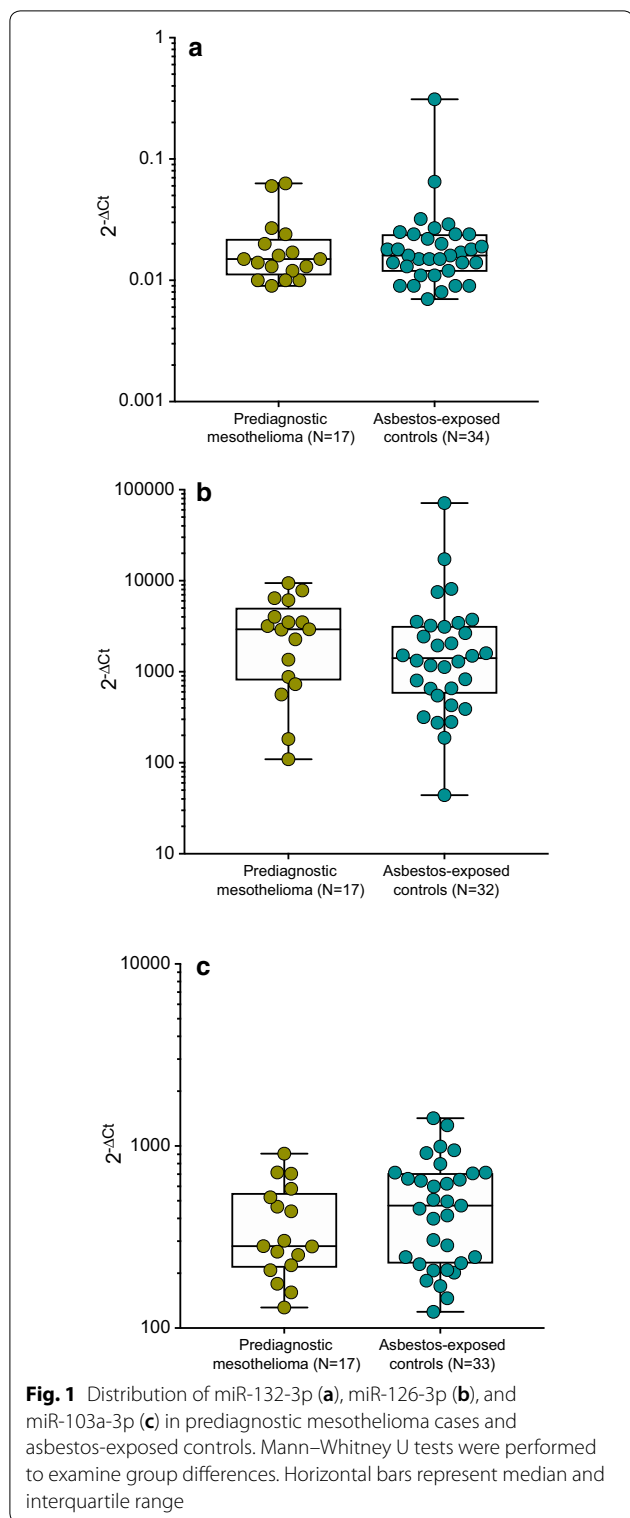 a
1
0.1
0.01
0.001
2-ΔCt
Prediagnostic mesothelioma (N=17)
Asbestos-exposed controls (N=34)
b
100000
10000
1000
100
10
2-ΔCt
Prediagnostic mesothelioma (N=17)
Asbestos-exposed controls (N=32)
c
10000
1000
100
2-ΔCt
Prediagnostic mesothelioma (N=17)
Asbestos-exposed controls (N=33)
Fig. 1 Distribution of miR-132-3p (a), miR-126-3p (b), and
miR-103a-3p (c) in prediagnostic mesothelioma cases and
asbestos-exposed controls. Mann–Whitney U tests were performed
to examine group differences. Horizontal bars represent median and
interquartile range